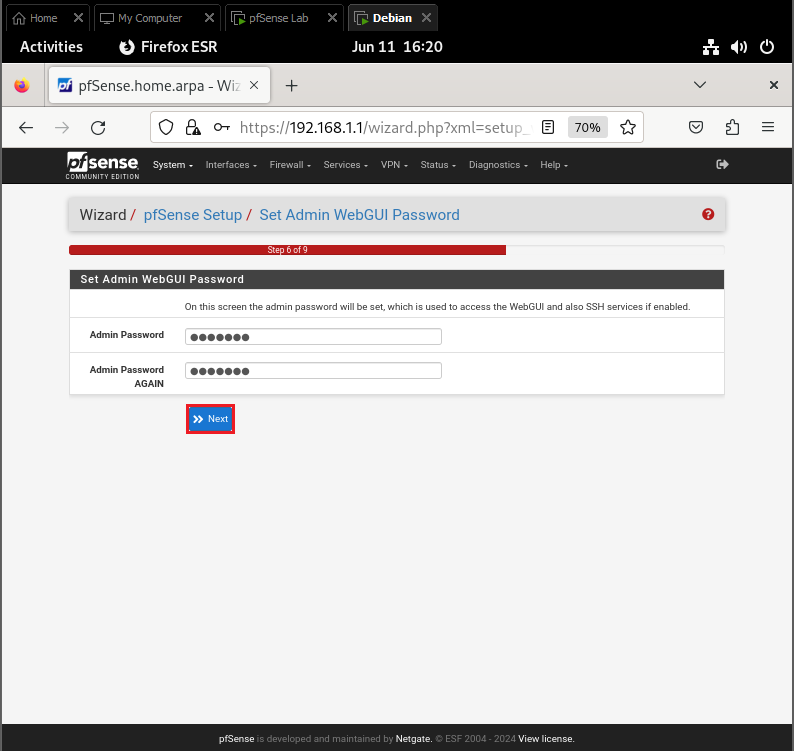 Home My Computer pfSense Lab Debian
Activities Firefox ESR Jun 11 16:20
pfSense.home.arpa - Wiz
https://192.168.1.1/wizard.php?xml=setup_ 70%
pfsense System Interfaces Firewall Services VPN Status Diagnostics Help
COMMUNITY EDITION
Wizard / pfSense Setup / Set Admin WebGUI Password
Step 6 of 9
Set Admin WebGUI Password
On this screen the admin password will be set, which is used to access the WebGUI and also SSH services if enabled.
Admin Password
Admin Password
AGAIN
Next
pfSense is developed and maintained by Netgate. © ESF 2004 - 2024 View license.